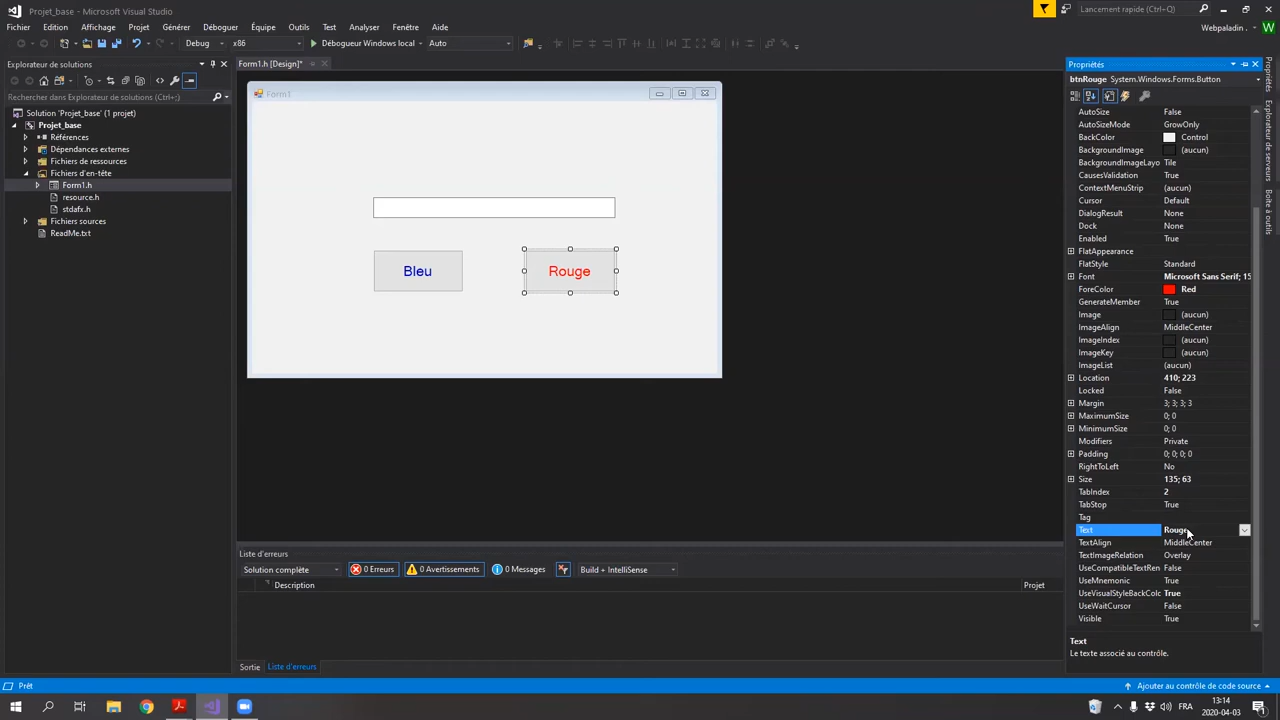 Projet_base - Microsoft Visual Studio
Lancement rapide (Ctrl+Q)
Fichier Edition Affichage Projet Générer Déboguer Équipe Outils Test Analyser Fenêtre Aide
Webpaladin .
W
Debug x86 Débogueur Windows local Auto
Explorateur de solutions
Form1.h [Design]*
Propriétés
Rechercher dans Explorateur de solutions (Ctrl+;)
btnRouge System.Windows.Forms.Button
Solution 'Projet_base' (1 projet)
Projet_base
Références
Dépendances externes
Fichiers de ressources
Fichiers d'en-tête
Form1.h
resource.h
stdafx.h
Fichiers sources
ReadMe.txt
Form1
Bleu
Rouge
AutoSize False
AutoSizeMode GrowOnly
BackColor Control
BackgroundImage (aucun)
BackgroundImageLayo Tile
CausesValidation True
ContextMenuStrip (aucun)
Cursor Default
DialogResult None
Dock None
Enabled True
FlatAppearance
FlatStyle Standard
Font Microsoft Sans Serif; 15
ForeColor Red
GenerateMember True
Image (aucun)
ImageAlign MiddleCenter
ImageIndex (aucun)
ImageKey (aucun)
ImageList (aucun)
Location 410; 223
Locked False
Margin 3; 3; 3; 3
MaximumSize 0; 0
MinimumSize 0; 0
Modifiers Private
Padding 0; 0; 0; 0
RightToLeft No
Size 135; 63
TabIndex 2
TabStop True
Tag
Text Rouge
TextAlign MiddleCenter
TextImageRelation Overlay
UseCompatibleTextRen False
UseMnemonic True
UseVisualStyleBackColo True
UseWaitCursor False
Visible True
Text
Le texte associé au contrôle.
Propriétés
Explorateur de serveurs
Boîte à outils
Liste d'erreurs
Solution complète 0 Erreurs 0 Avertissements 0 Messages Build + IntelliSense
Description Projet
Sortie Liste d'erreurs
Prêt
Ajouter au contrôle de code source
FRA
13:14
2020-04-03
1